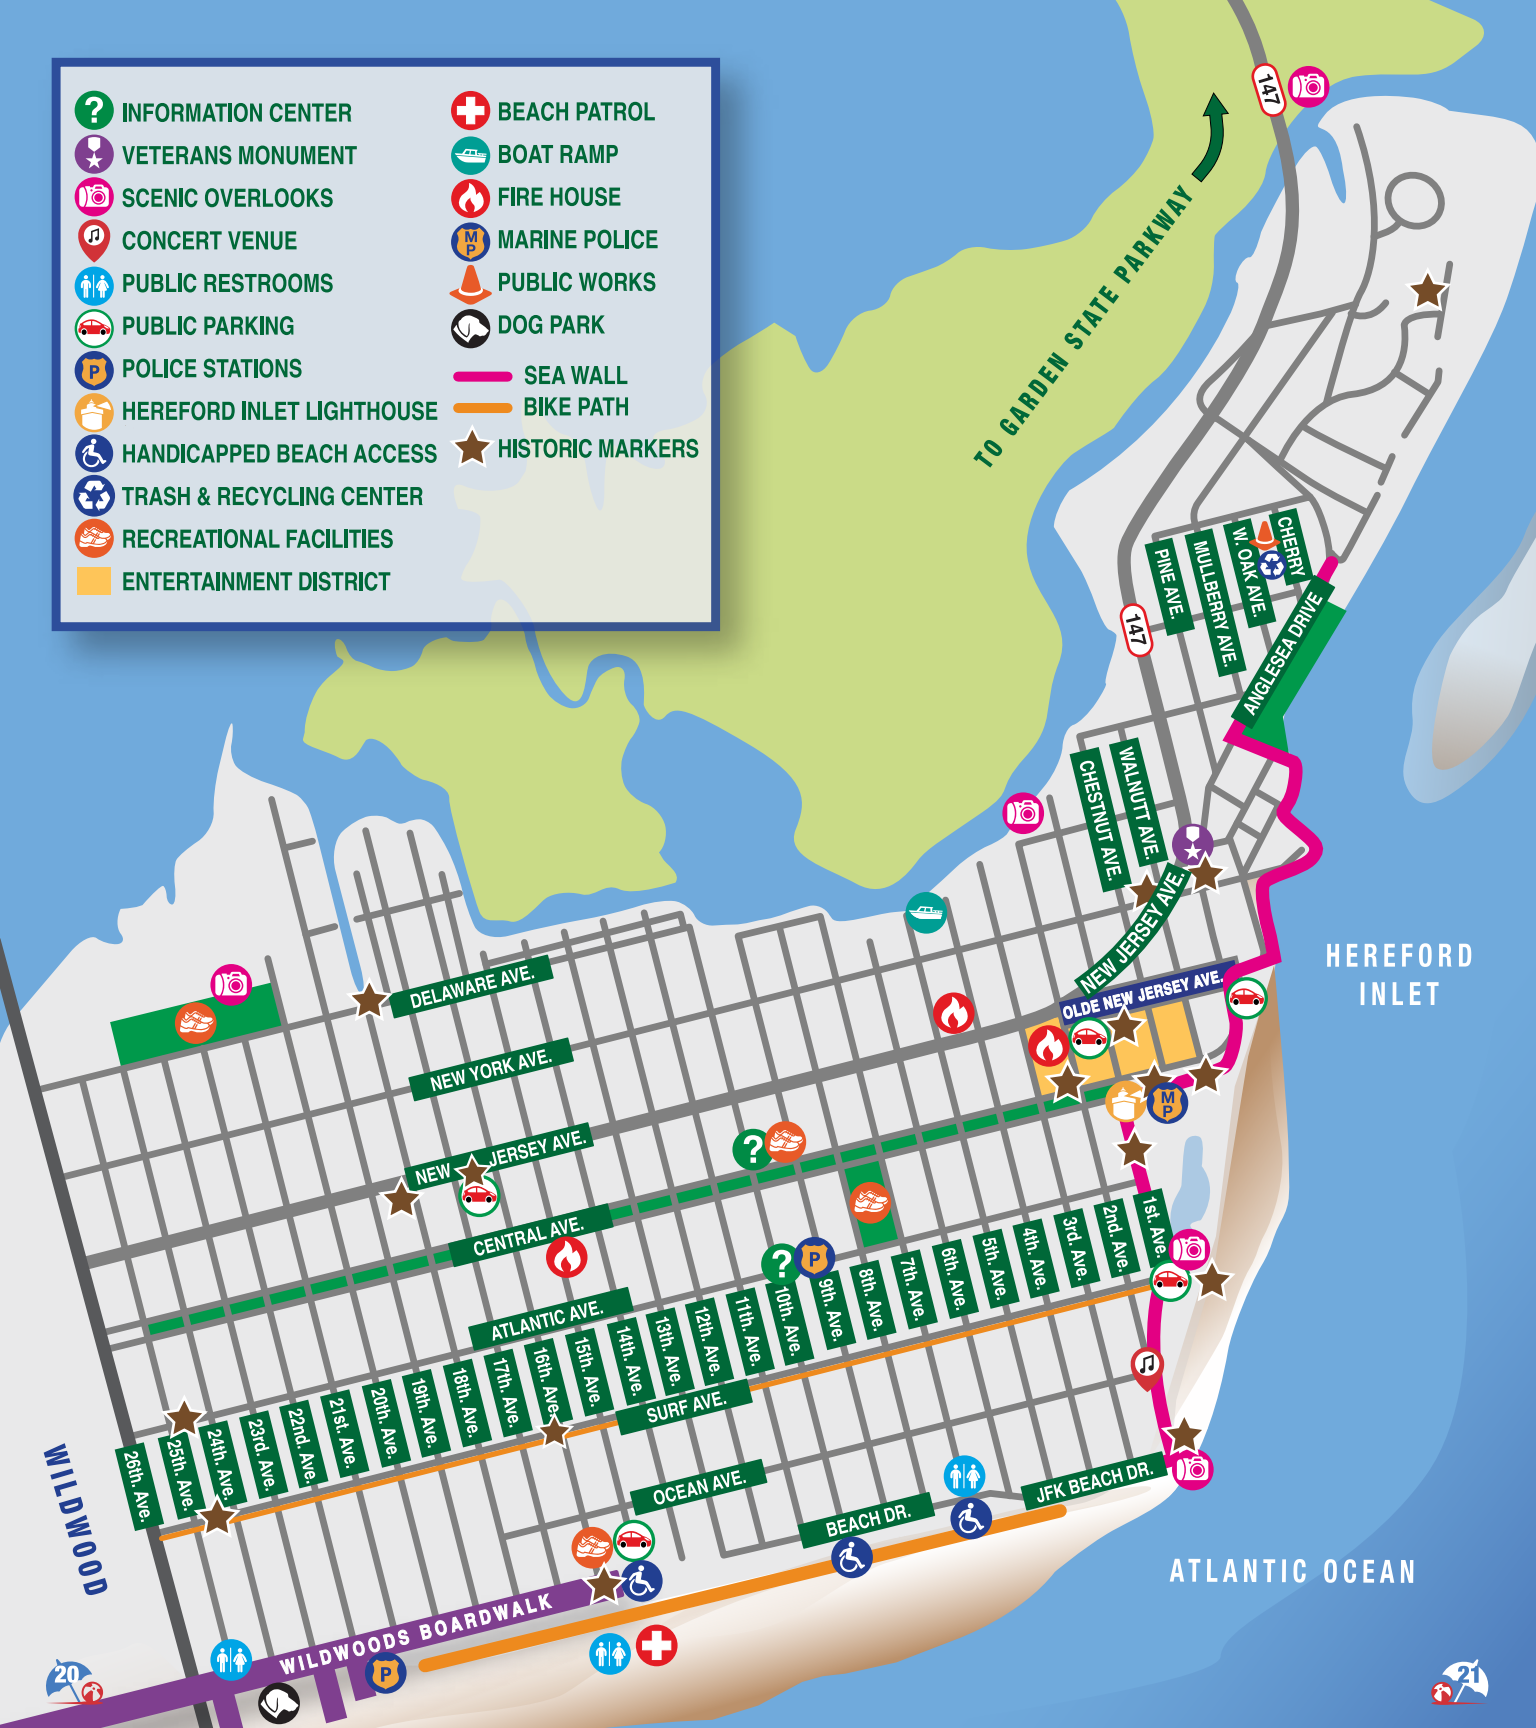 ?
INFORMATION CENTER
VETERANS MONUMENT
SCENIC OVERLOOKS
CONCERT VENUE
PUBLIC RESTROOMS
PUBLIC PARKING
P
POLICE STATIONS
HEREFORD INLET LIGHTHOUSE
HANDICAPPED BEACH ACCESS
TRASH & RECYCLING CENTER
RECREATIONAL FACILITIES
ENTERTAINMENT DISTRICT
BEACH PATROL
BOAT RAMP
FIRE HOUSE
M
P
MARINE POLICE
PUBLIC WORKS
DOG PARK
SEA WALL
BIKE PATH
HISTORIC MARKERS
147
TO GARDEN STATE PARKWAY
PINE AVE.
MULLBERRY AVE.
W. OAK AVE.
CHERRY
147
ANGLESEA DRIVE
CHESTNUT AVE.
WALNUTT AVE.
NEW JERSEY AVE.
OLDE NEW JERSEY AVE.
HEREFORD
INLET
DELAWARE AVE.
NEW YORK AVE.
NEW JERSEY AVE.
CENTRAL AVE.
ATLANTIC AVE.
?
?
P
M
P
26th. Ave.
25th. Ave.
24th. Ave.
23rd. Ave.
22nd. Ave.
21st. Ave.
20th. Ave.
19th. Ave.
18th. Ave.
17th. Ave.
16th. Ave.
15th. Ave.
14th. Ave.
13th. Ave.
12th. Ave.
11th. Ave.
10th. Ave.
9th. Ave.
8th. Ave.
7th. Ave.
6th. Ave.
5th. Ave.
4th. Ave.
3rd. Ave.
2nd. Ave.
1st. Ave.
SURF AVE.
OCEAN AVE.
BEACH DR.
JFK BEACH DR.
WILDWOOD
WILDWOODS BOARDWALK
P
ATLANTIC OCEAN
20
21